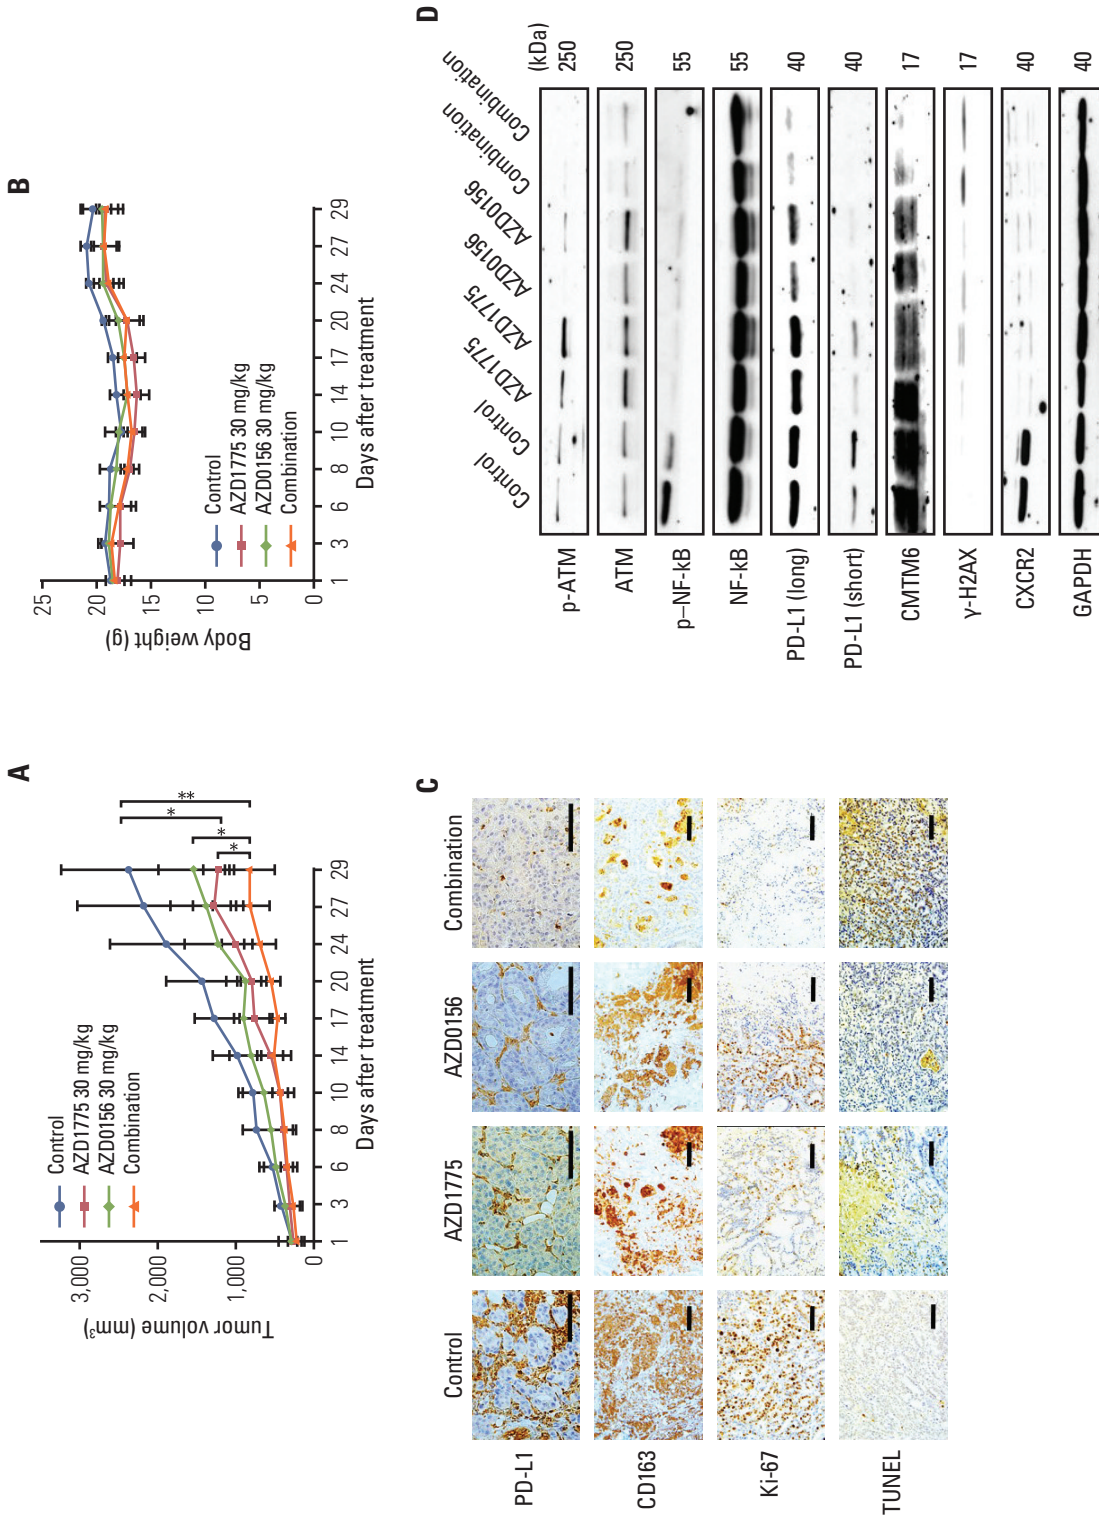 A
Tumor volume (mm³)
3,000
2,000
1,000
0
Control
AZD1775 30 mg/kg
AZD0156 30 mg/kg
Combination
**
*
*
*
1 3 6 8 10 14 17 20 24 27 29
Days after treatment
B
Body weight (g)
25
20
15
10
5
0
Control
AZD1775 30 mg/kg
AZD0156 30 mg/kg
Combination
1 3 6 8 10 14 17 20 24 27 29
Days after treatment
C
Control AZD1775 AZD0156 Combination
PD-L1
CD163
Ki-67
TUNEL
D
Control Control AZD1775 AZD1775 AZD0156 AZD0156 Combination Combination
(kDa)
p-ATM 250
ATM 250
p–NF-kB 55
NF-kB 55
PD-L1 (long) 40
PD-L1 (short) 40
CMTM6 17
γ-H2AX 17
CXCR2 40
GAPDH 40